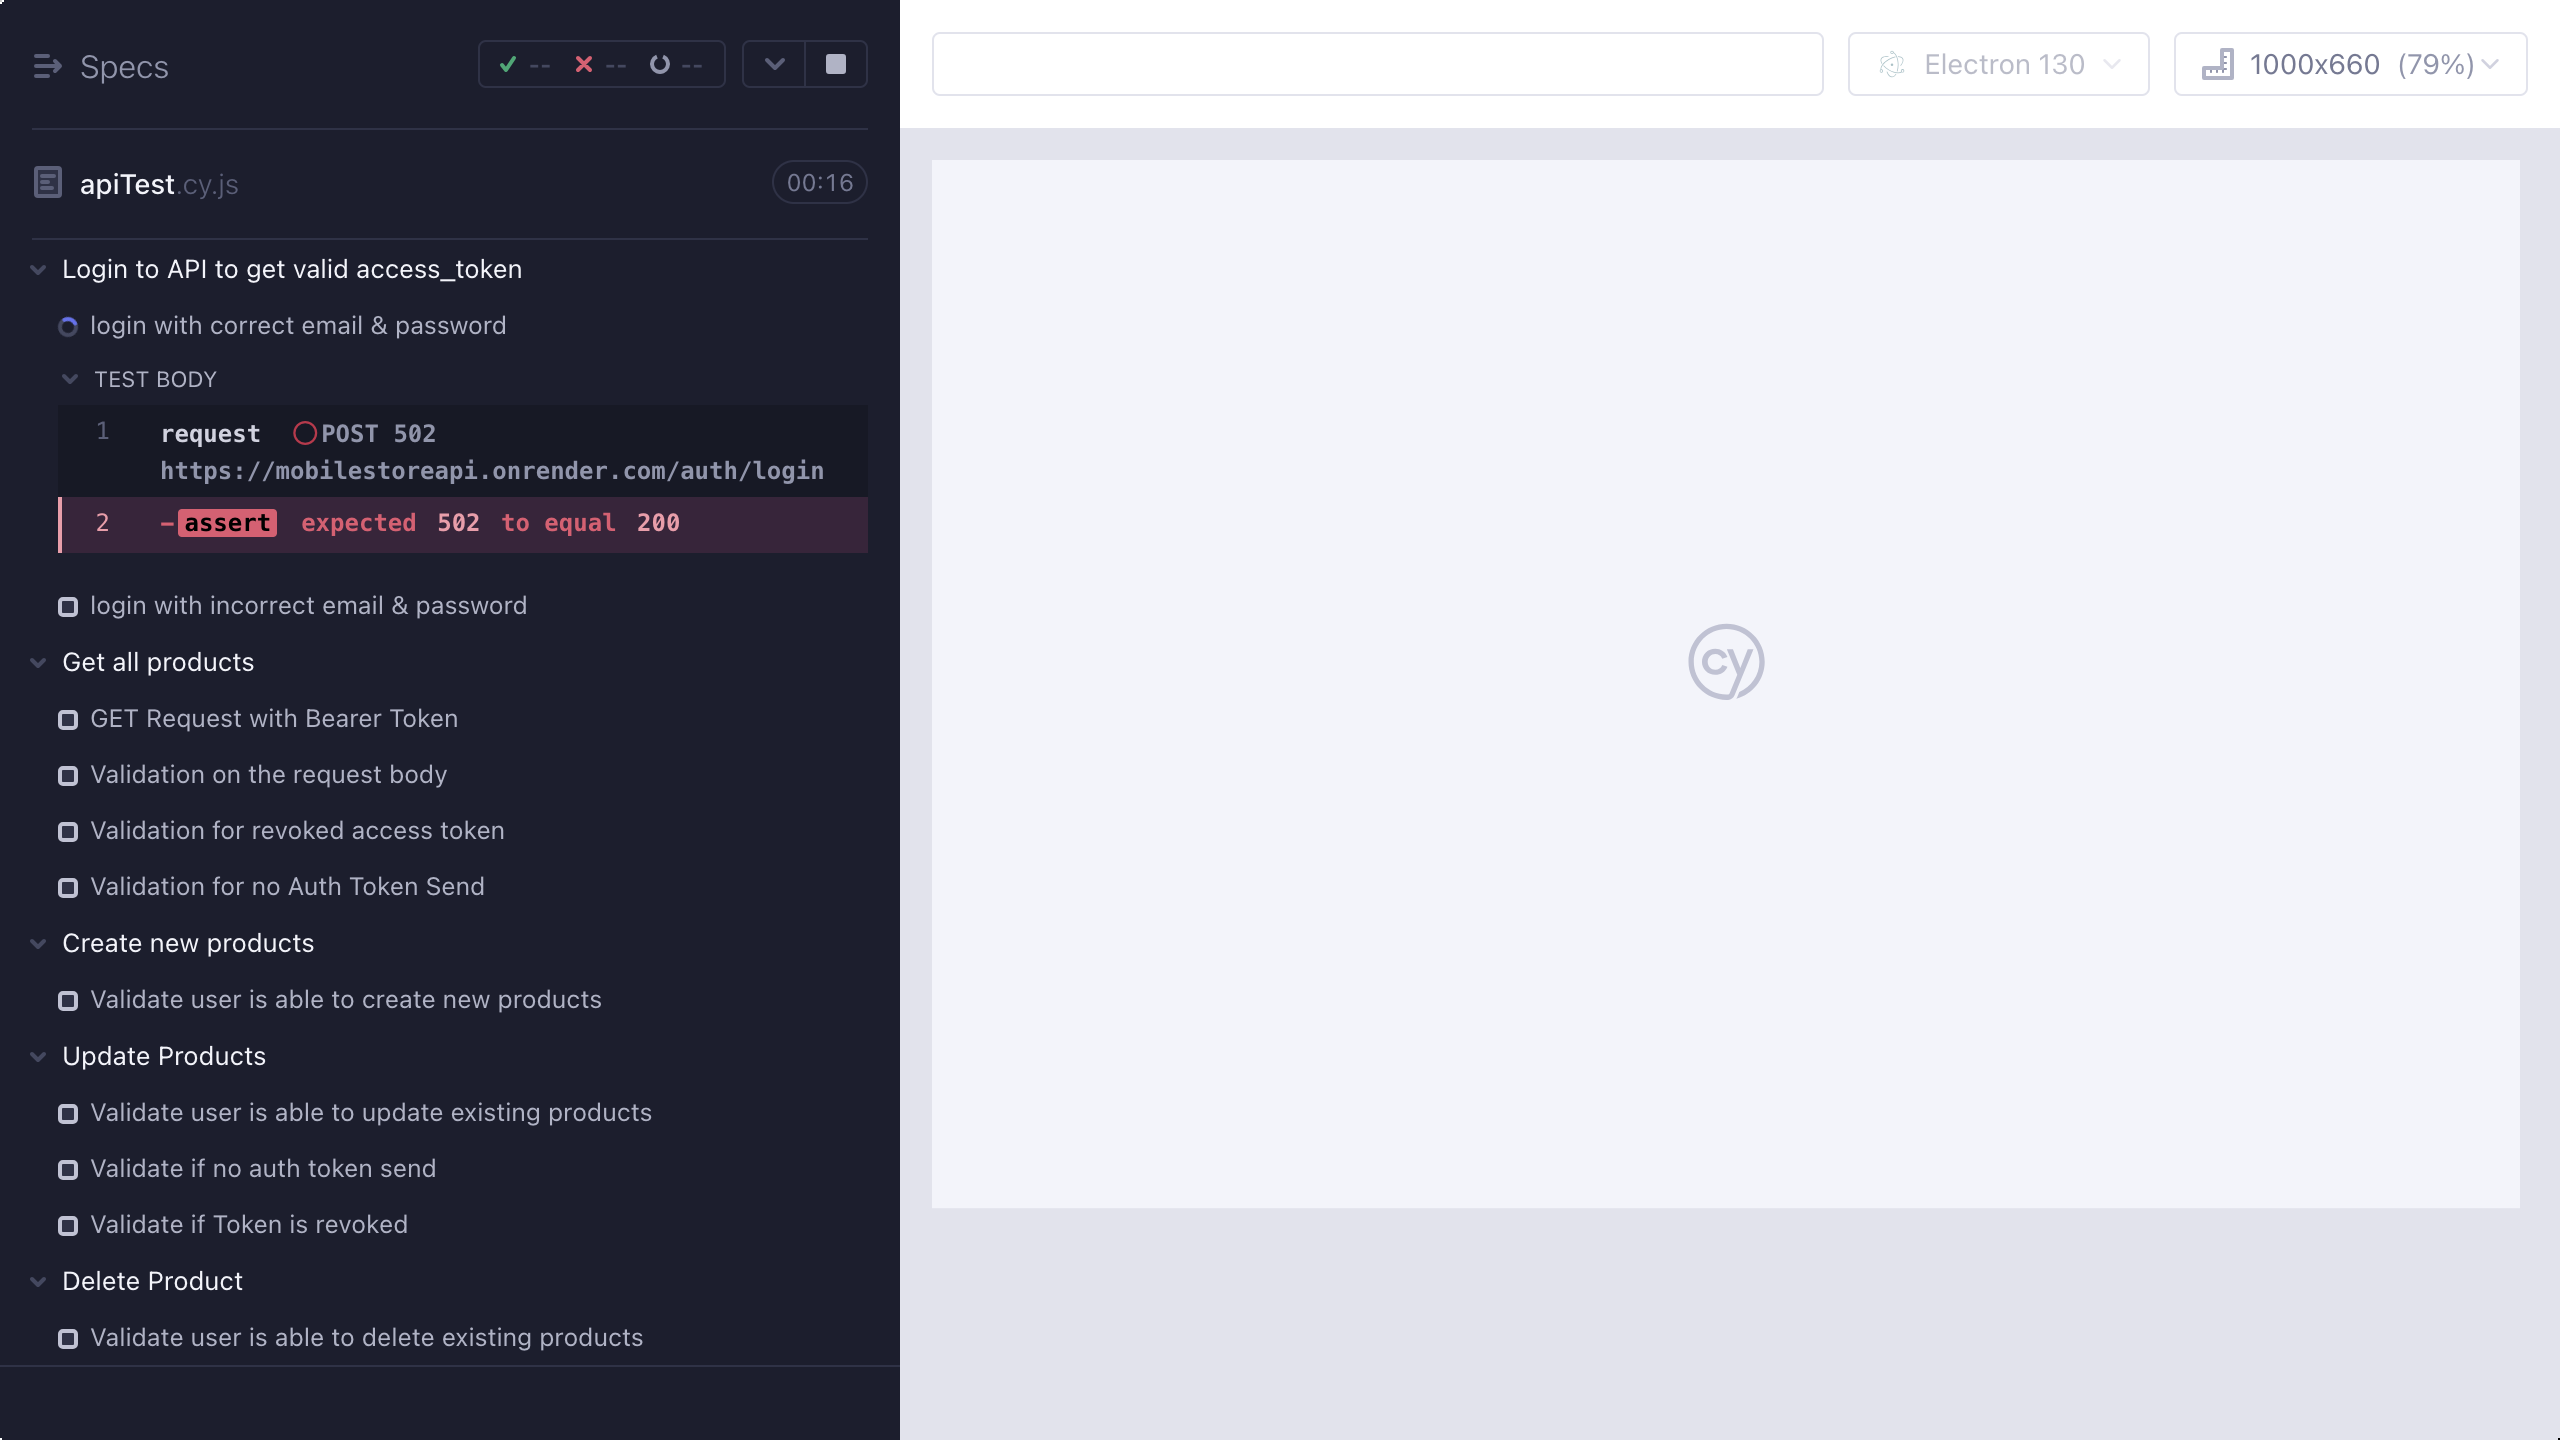 Specs
-- -- --
apiTest.cy.js
00:16
Login to API to get valid access_token
login with correct email & password
TEST BODY
1 request POST 502
https://mobilestoreapi.onrender.com/auth/login
2 -assert expected 502 to equal 200
login with incorrect email & password
Get all products
GET Request with Bearer Token
Validation on the request body
Validation for revoked access token
Validation for no Auth Token Send
Create new products
Validate user is able to create new products
Update Products
Validate user is able to update existing products
Validate if no auth token send
Validate if Token is revoked
Delete Product
Validate user is able to delete existing products
Electron 130
1000x660 (79%)
cy